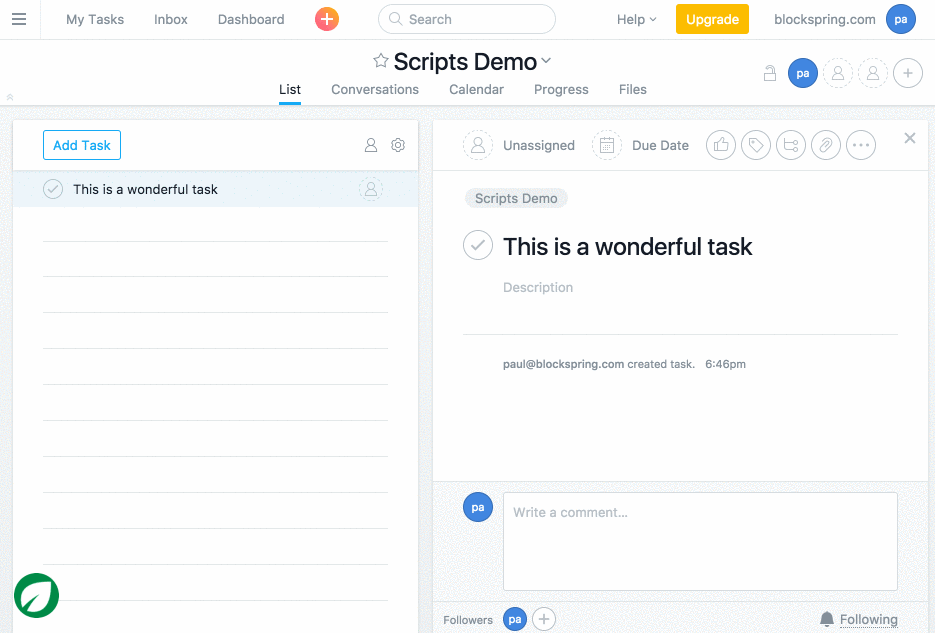 My Tasks Inbox Dashboard Search Help Upgrade blockspring.com pa
Scripts Demo
pa
List Conversations Calendar Progress Files
Add Task
Unassigned Due Date
This is a wonderful task
Scripts Demo
This is a wonderful task
Description
paul@blockspring.com created task. 6:46pm
pa
Write a comment...
Followers pa Following